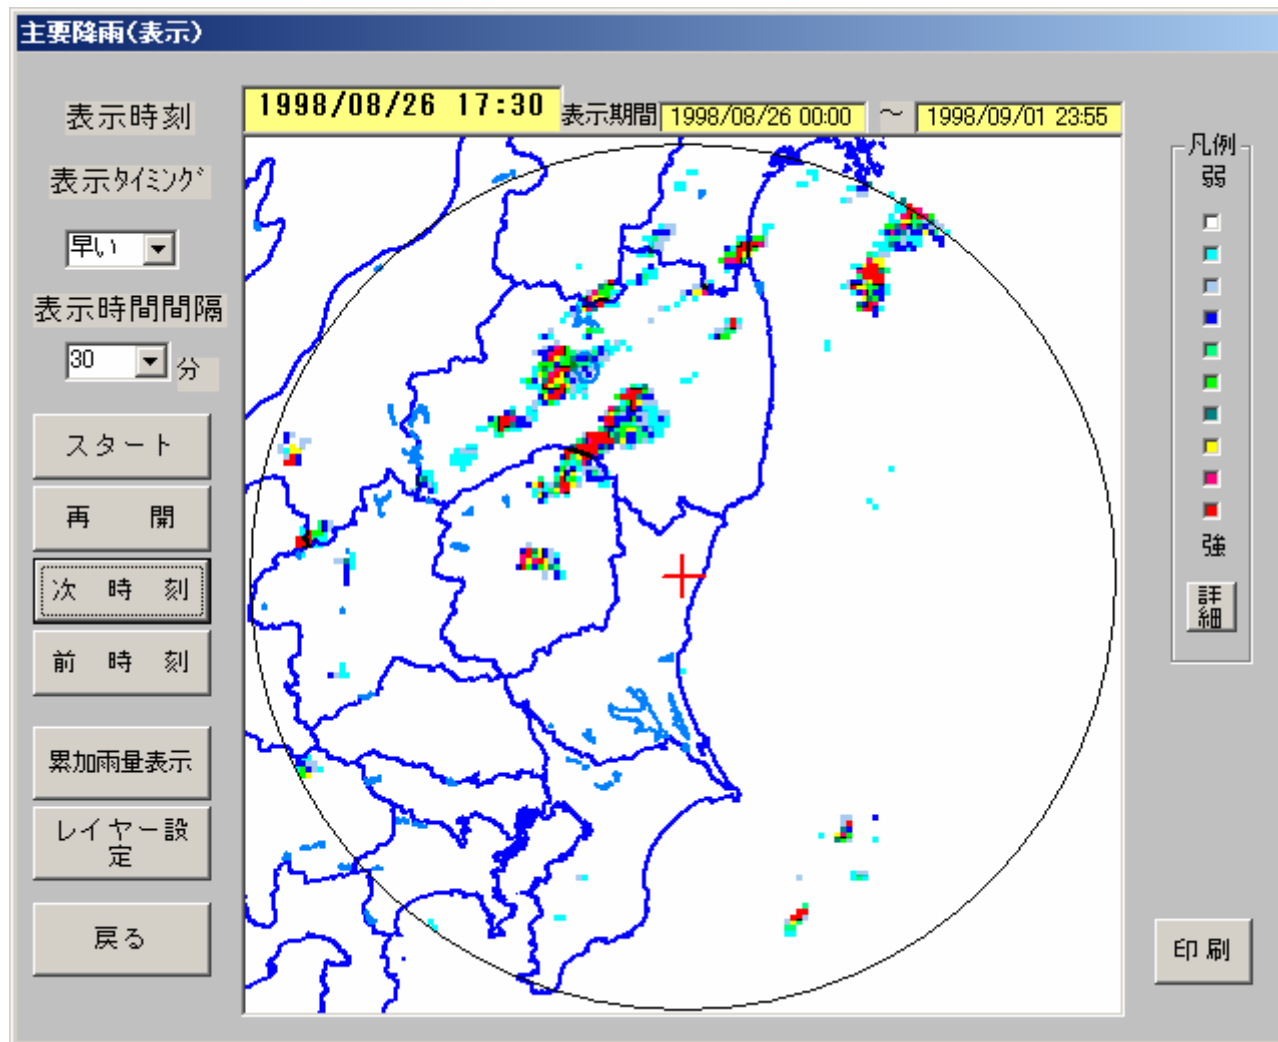 主要降雨(表示)
表示時刻
1998/08/26 17:30
表示期間
1998/08/26 00:00
～
1998/09/01 23:55
表示ﾀｲﾐﾝｸﾞ
早い
表示時間間隔
30
分
スタート
再 開
次 時 刻
前 時 刻
累加雨量表示
レイヤー設
定
戻る
凡例
弱
強
詳
細
印刷